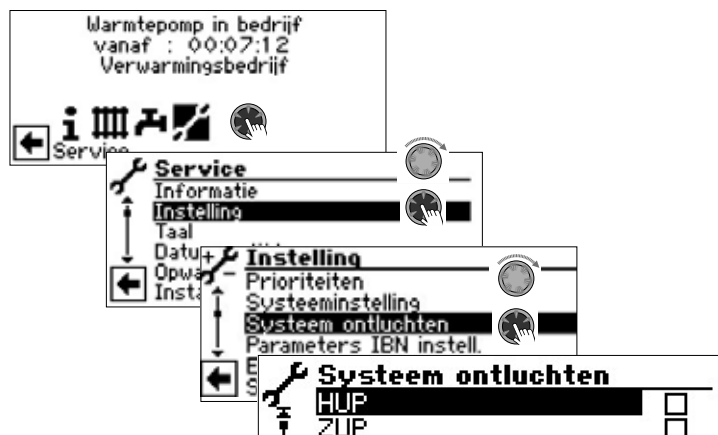 Warmtepomp in bedrijf
vanaf : 00:07:12
Verwarmingsbedrijf
Service
Service
Informatie
Instelling
Taal
Instelling
Prioriteiten
Systeeminstelling
Systeem ontluchten
Parameters IBN instell.
Systeem ontluchten
HUP
ZUP